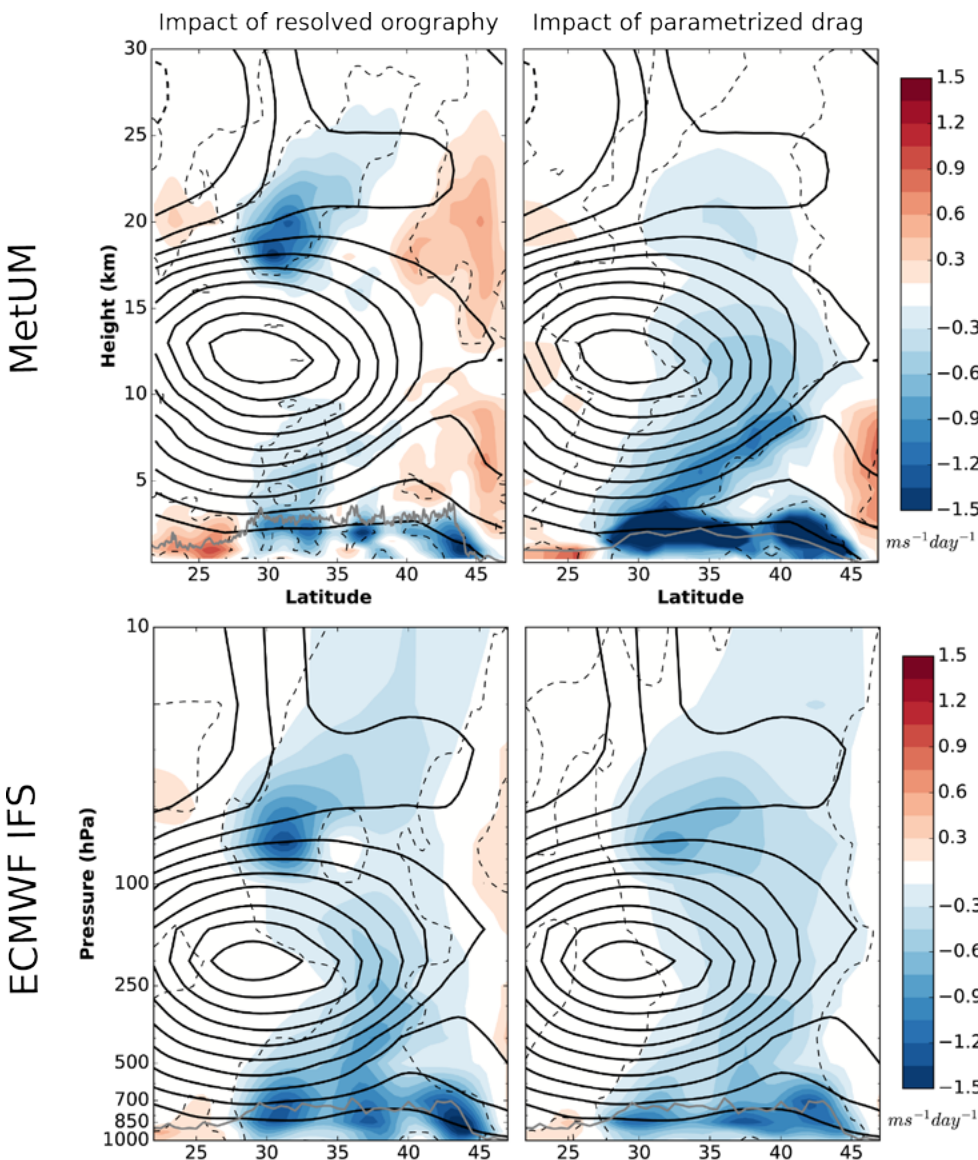 Impact of resolved orography
Impact of parametrized drag
MetUM
Height (km)
30
25
20
15
10
5
25 30 35 40 45
Latitude
25 30 35 40 45
Latitude
1.5
1.2
0.9
0.6
0.3
−0.3
−0.6
−0.9
−1.2
−1.5
ms⁻¹day⁻¹
ECMWF IFS
Pressure (hPa)
10
100
250
500
700
850
1000
25 30 35 40 45
25 30 35 40 45
1.5
1.2
0.9
0.6
0.3
−0.3
−0.6
−0.9
−1.2
−1.5
ms⁻¹day⁻¹